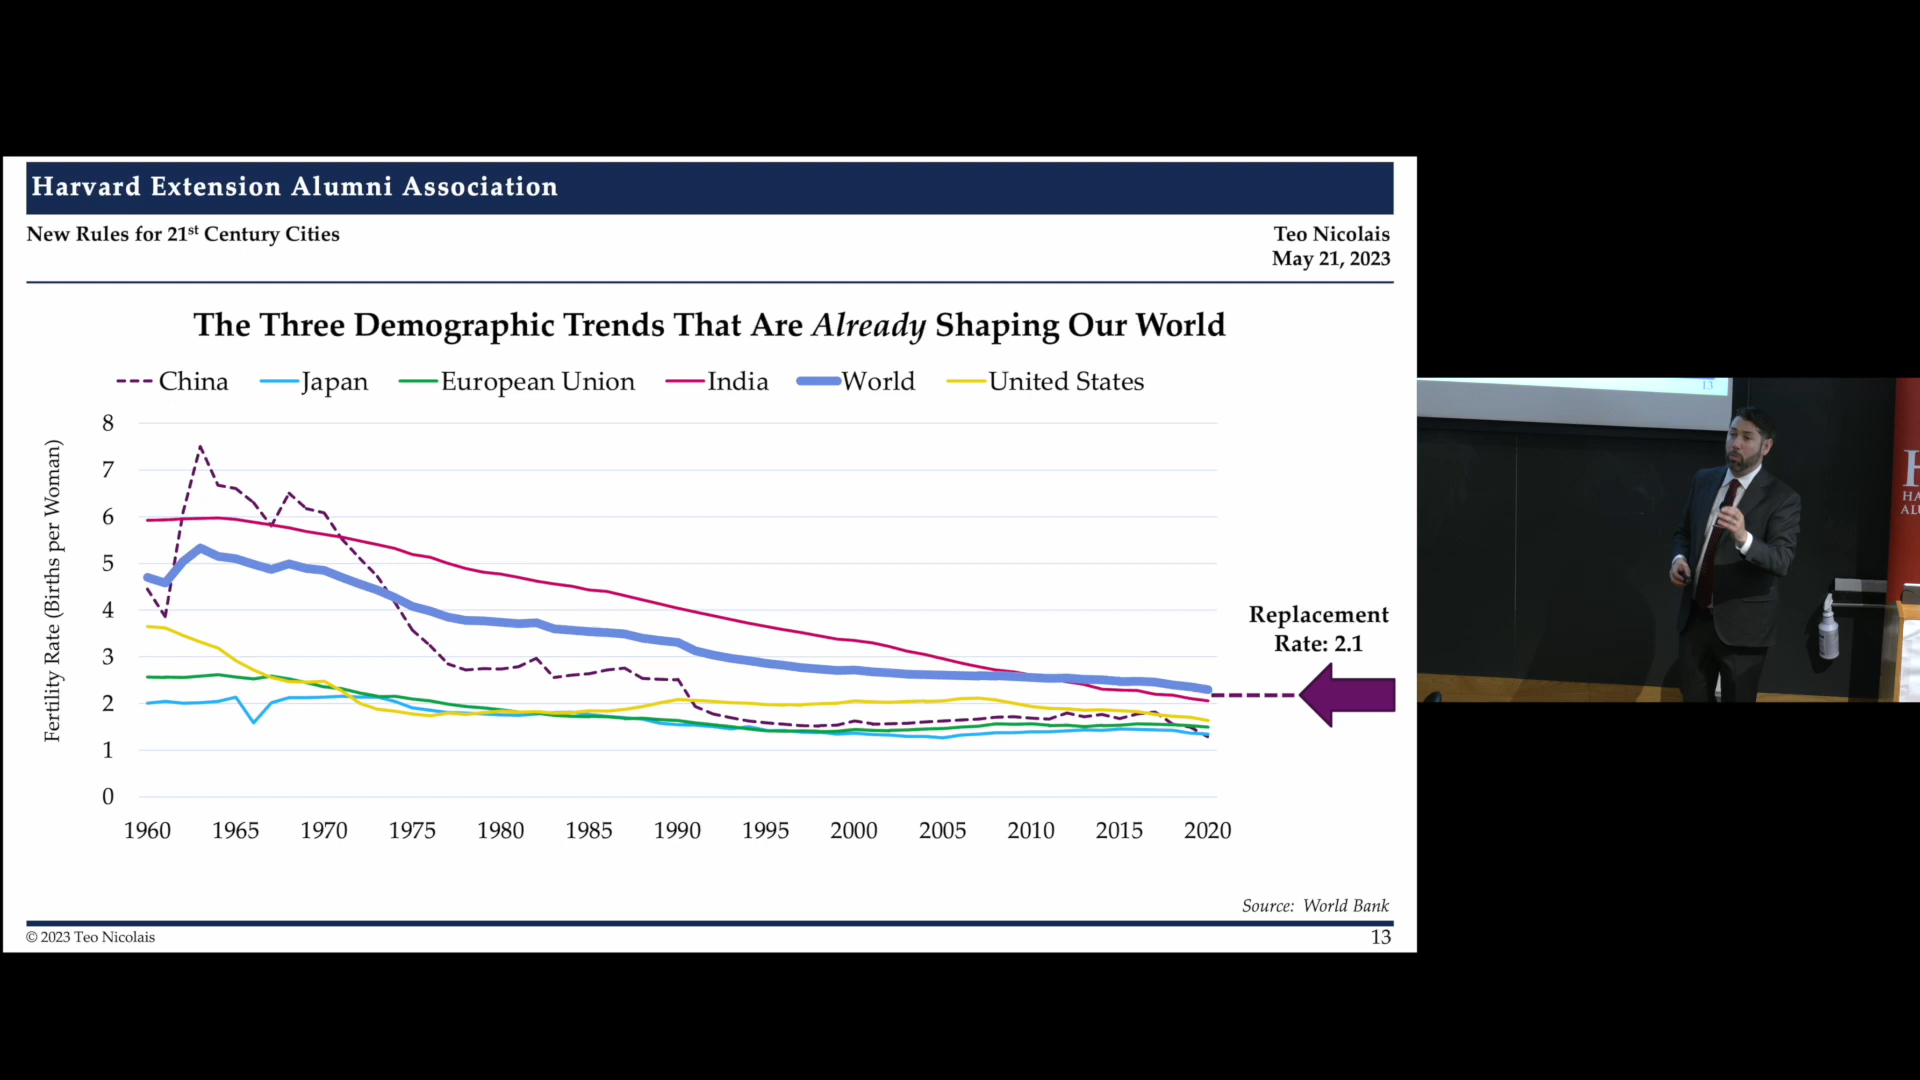 Harvard Extension Alumni Association
New Rules for 21st Century Cities
Teo Nicolais
May 21, 2023
The Three Demographic Trends That Are Already Shaping Our World
China Japan European Union India World United States
Fertility Rate (Births per Woman)
8
7
6
5
4
3
2
1
0
1960 1965 1970 1975 1980 1985 1990 1995 2000 2005 2010 2015 2020
Replacement
Rate: 2.1
Source: World Bank
© 2023 Teo Nicolais
13
13
H
HA
ALU